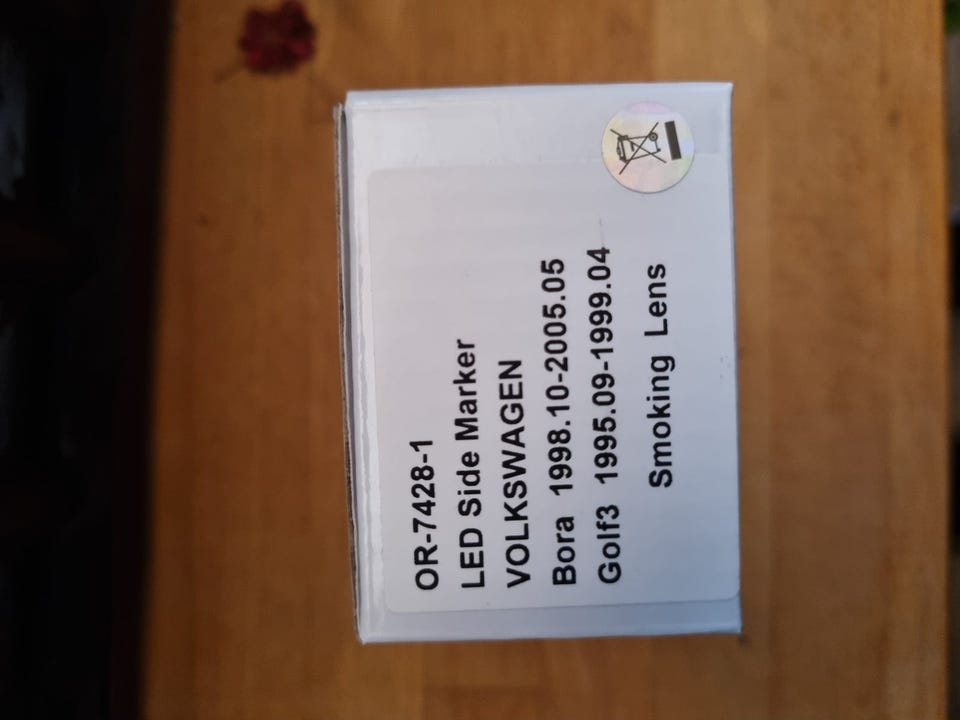 OR-7428-1
LED Side Marker
VOLKSWAGEN
Bora 1998.10-2005.05
Golf3 1995.09-1999.04
Smoking Lens